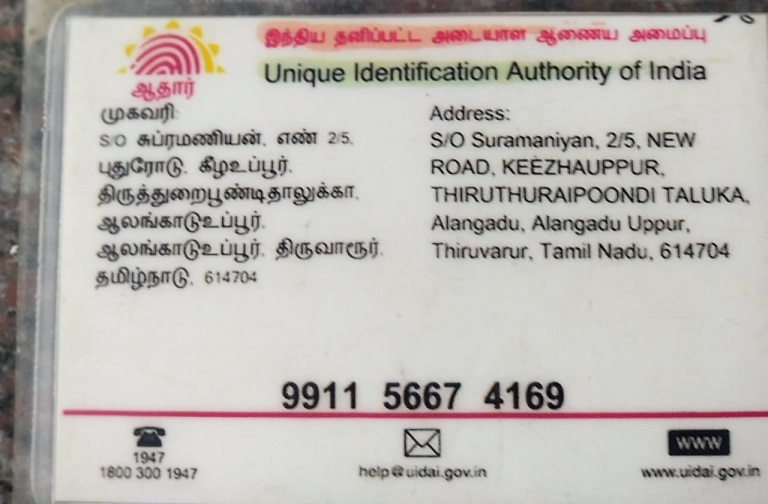 இந்திய தனிப்பட்ட அடையாள ஆணைய அமைப்பு
Unique Identification Authority of India
ஆதார்
முகவரி:
S/O சுப்ரமணியன், எண் 2/5,
புதுரோடு, கீழஉப்பூர்,
திருத்துறைபூண்டிதாலுக்கா,
ஆலங்காடுஉப்பூர்,
ஆலங்காடுஉப்பூர், திருவாரூர்,
தமிழ்நாடு, 614704
Address:
S/O Suramaniyan, 2/5, NEW
ROAD, KEEZHAUPPUR,
THIRUTHURAIPOONDI TALUKA,
Alangadu, Alangadu Uppur,
Thiruvarur, Tamil Nadu, 614704
9911 5667 4169
1947
1800 300 1947
help@uidai.gov.in
www
www.uidai.gov.in